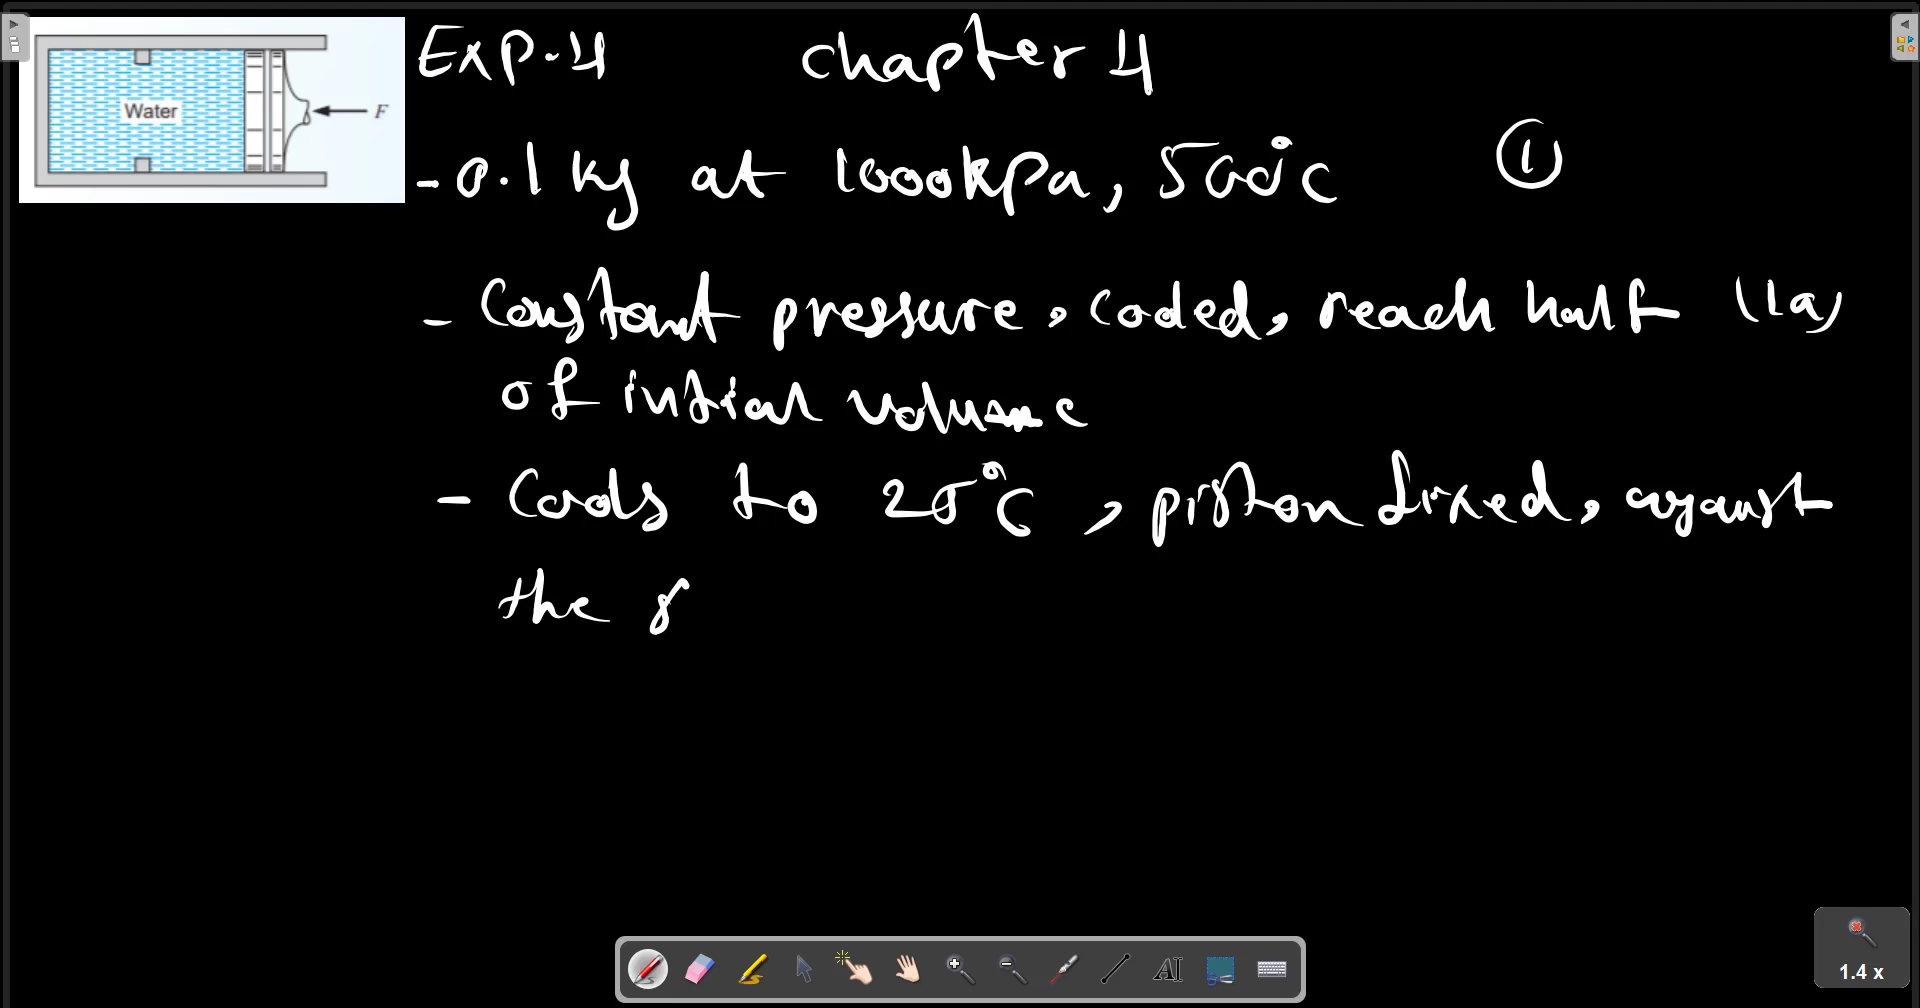 Exp.4 chapter 4
Water
F
- 0.1 kg at 1000kPa, 500°C ①
- Constant pressure, cooled, reach half (1a)
of initial volume
- Cools to 25°C, piston fixed, against
the
1.4 x